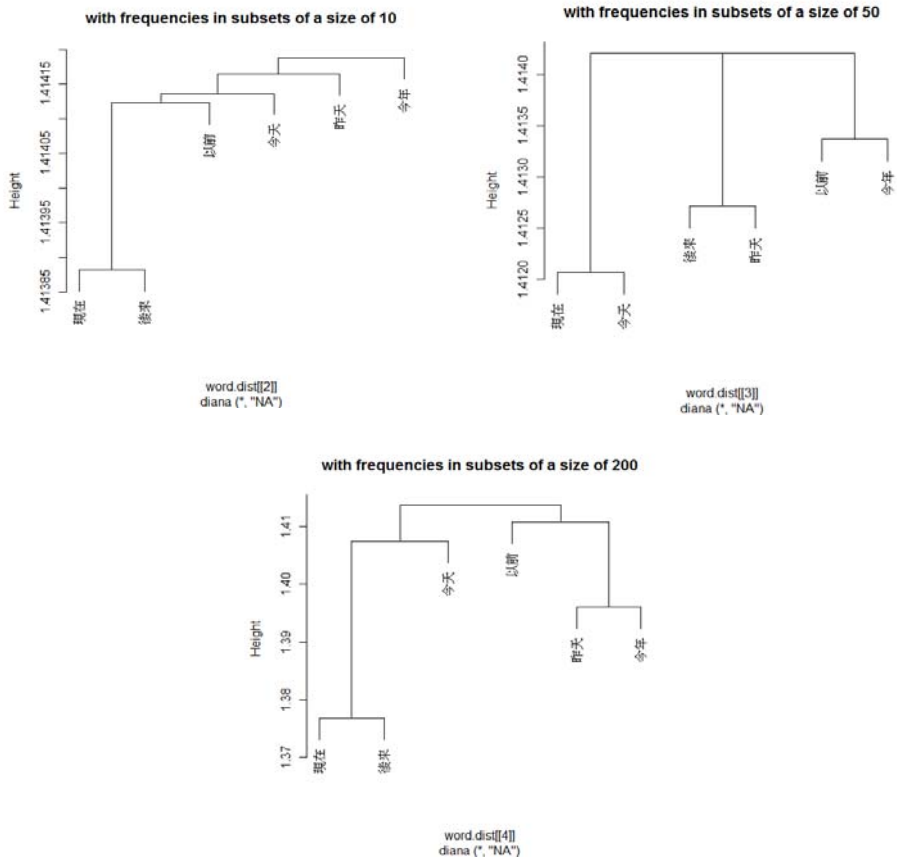 with frequencies in subsets of a size of 10
1.41415
1.41405
1.41395
1.41385
Height
以前
今天
昨天
今年
現在
後來
word.dist[[2]]
diana (*, "NA")
with frequencies in subsets of a size of 50
1.4140
1.4135
1.4130
1.4125
1.4120
Height
以前
今年
後來
昨天
現在
今天
word.dist[[3]]
diana (*, "NA")
with frequencies in subsets of a size of 200
1.41
1.40
1.39
1.38
1.37
Height
今天
以前
昨天
今年
現在
後來
word.dist[[4]]
diana (*, "NA")